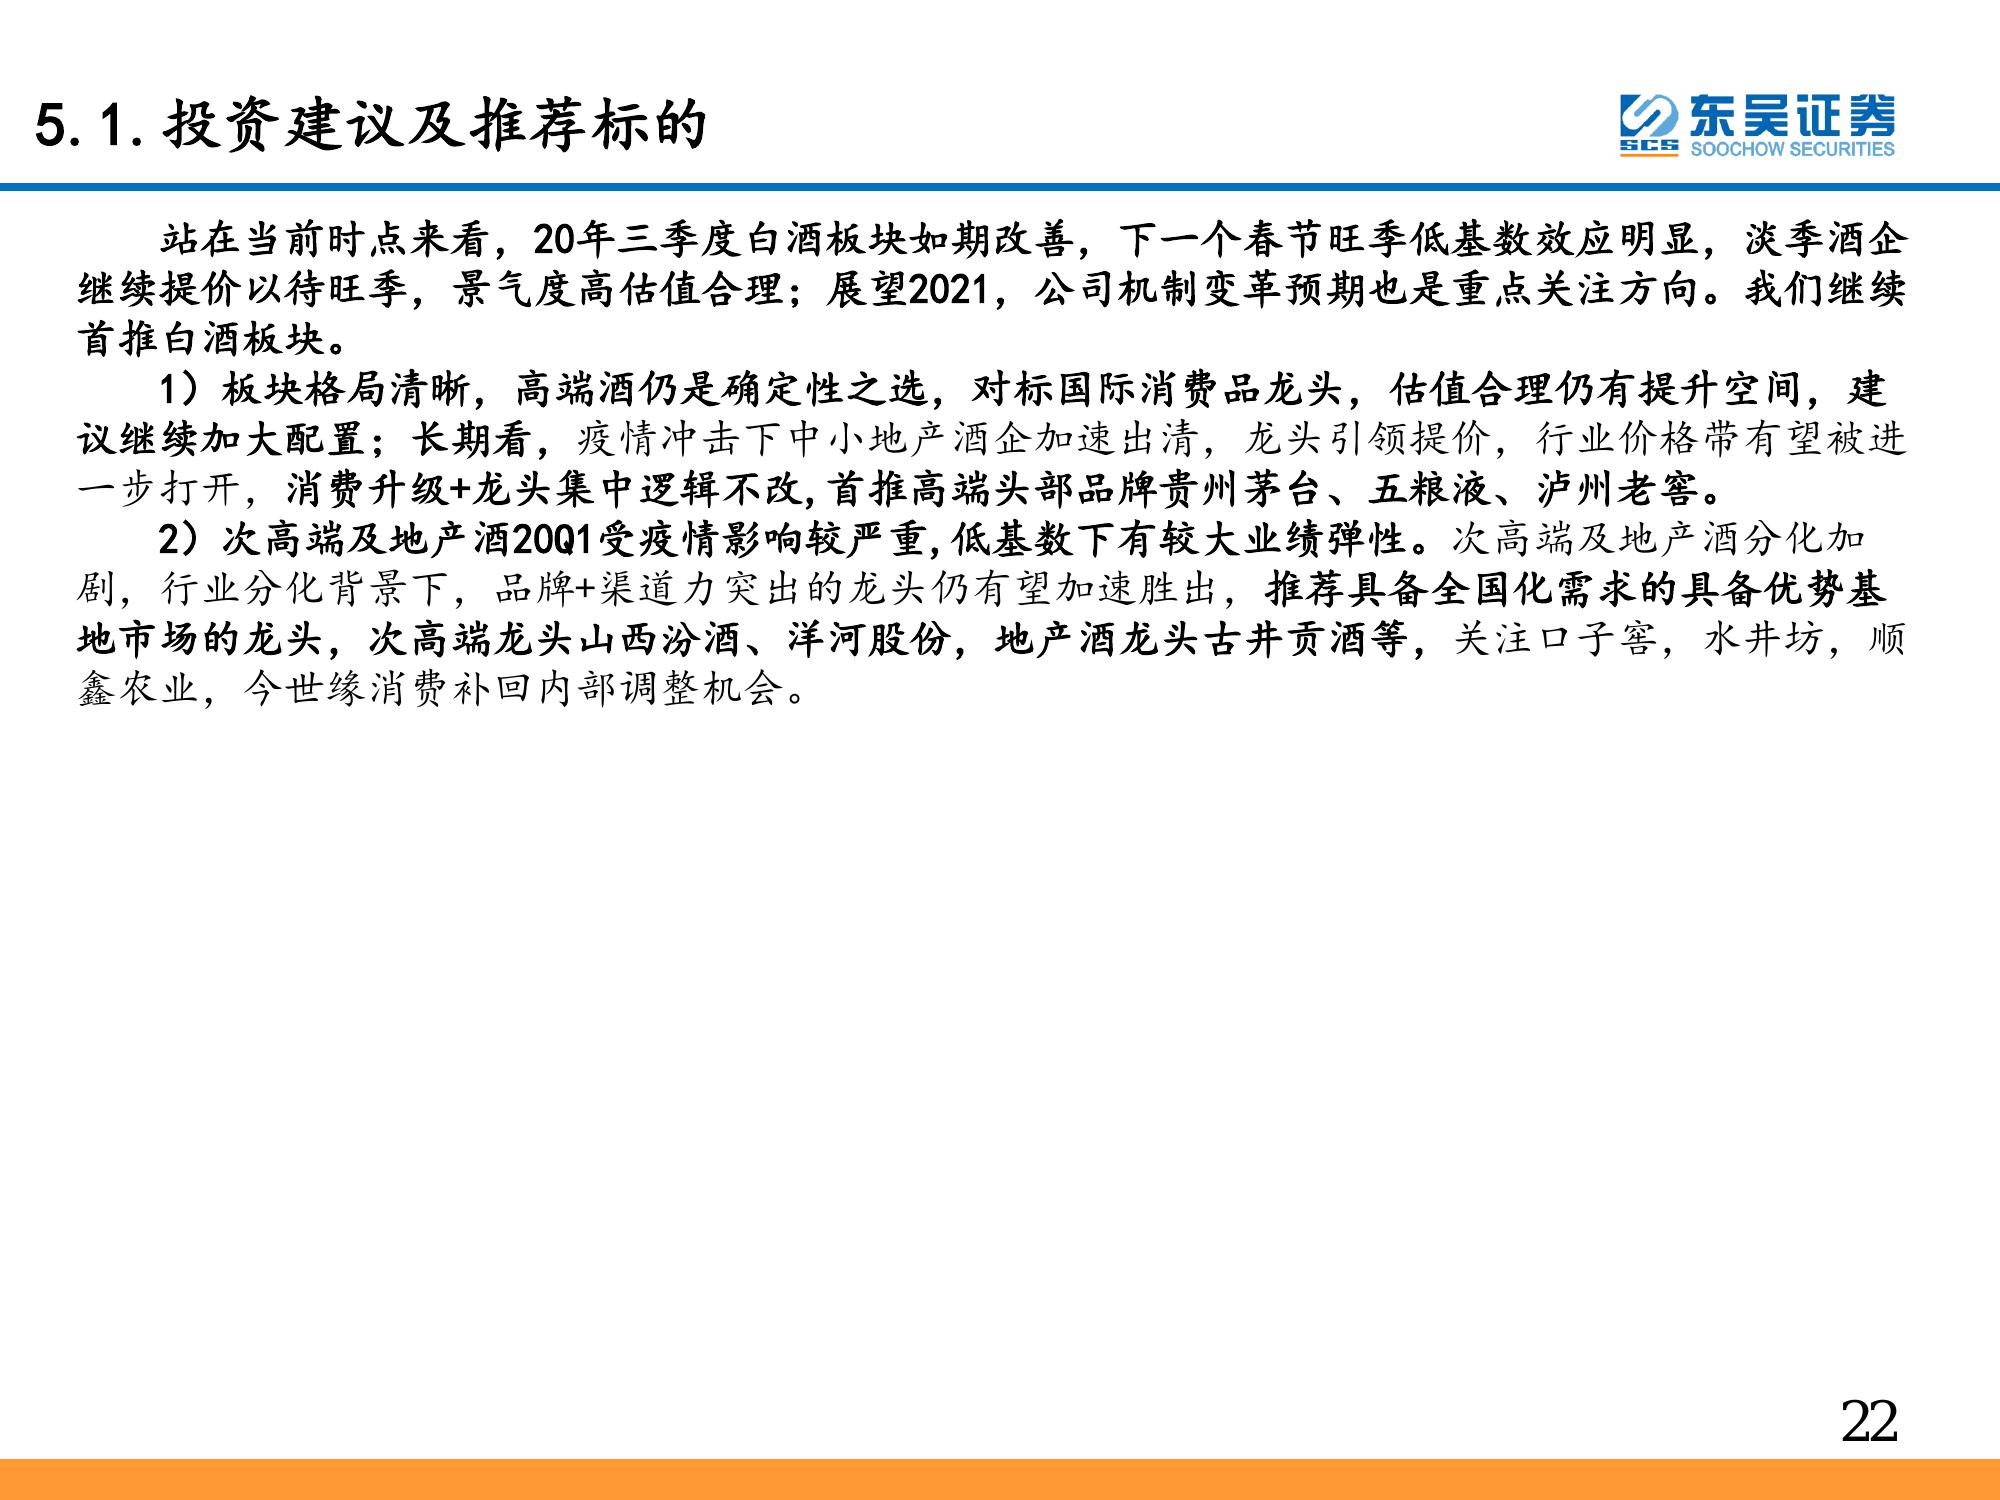 5.1.投资建议及推荐标的
东吴证券
SCS
SOOCHOW SECURITIES
站在当前时点来看，20年三季度白酒板块如期改善，下一个春节旺季低基数效应明显，淡季酒企
继续提价以待旺季，景气度高估值合理；展望2021，公司机制变革预期也是重点关注方向。我们继续
首推白酒板块。
1）板块格局清晰，高端酒仍是确定性之选，对标国际消费品龙头，估值合理仍有提升空间，建
议继续加大配置；长期看，疫情冲击下中小地产酒企加速出清，龙头引领提价，行业价格带有望被进
一步打开，消费升级+龙头集中逻辑不改,首推高端头部品牌贵州茅台、五粮液、泸州老窖。
2）次高端及地产酒20Q1受疫情影响较严重,低基数下有较大业绩弹性。次高端及地产酒分化加
剧，行业分化背景下，品牌+渠道力突出的龙头仍有望加速胜出，推荐具备全国化需求的具备优势基
地市场的龙头，次高端龙头山西汾酒、洋河股份，地产酒龙头古井贡酒等，关注口子窖，水井坊，顺
鑫农业，今世缘消费补回内部调整机会。
22